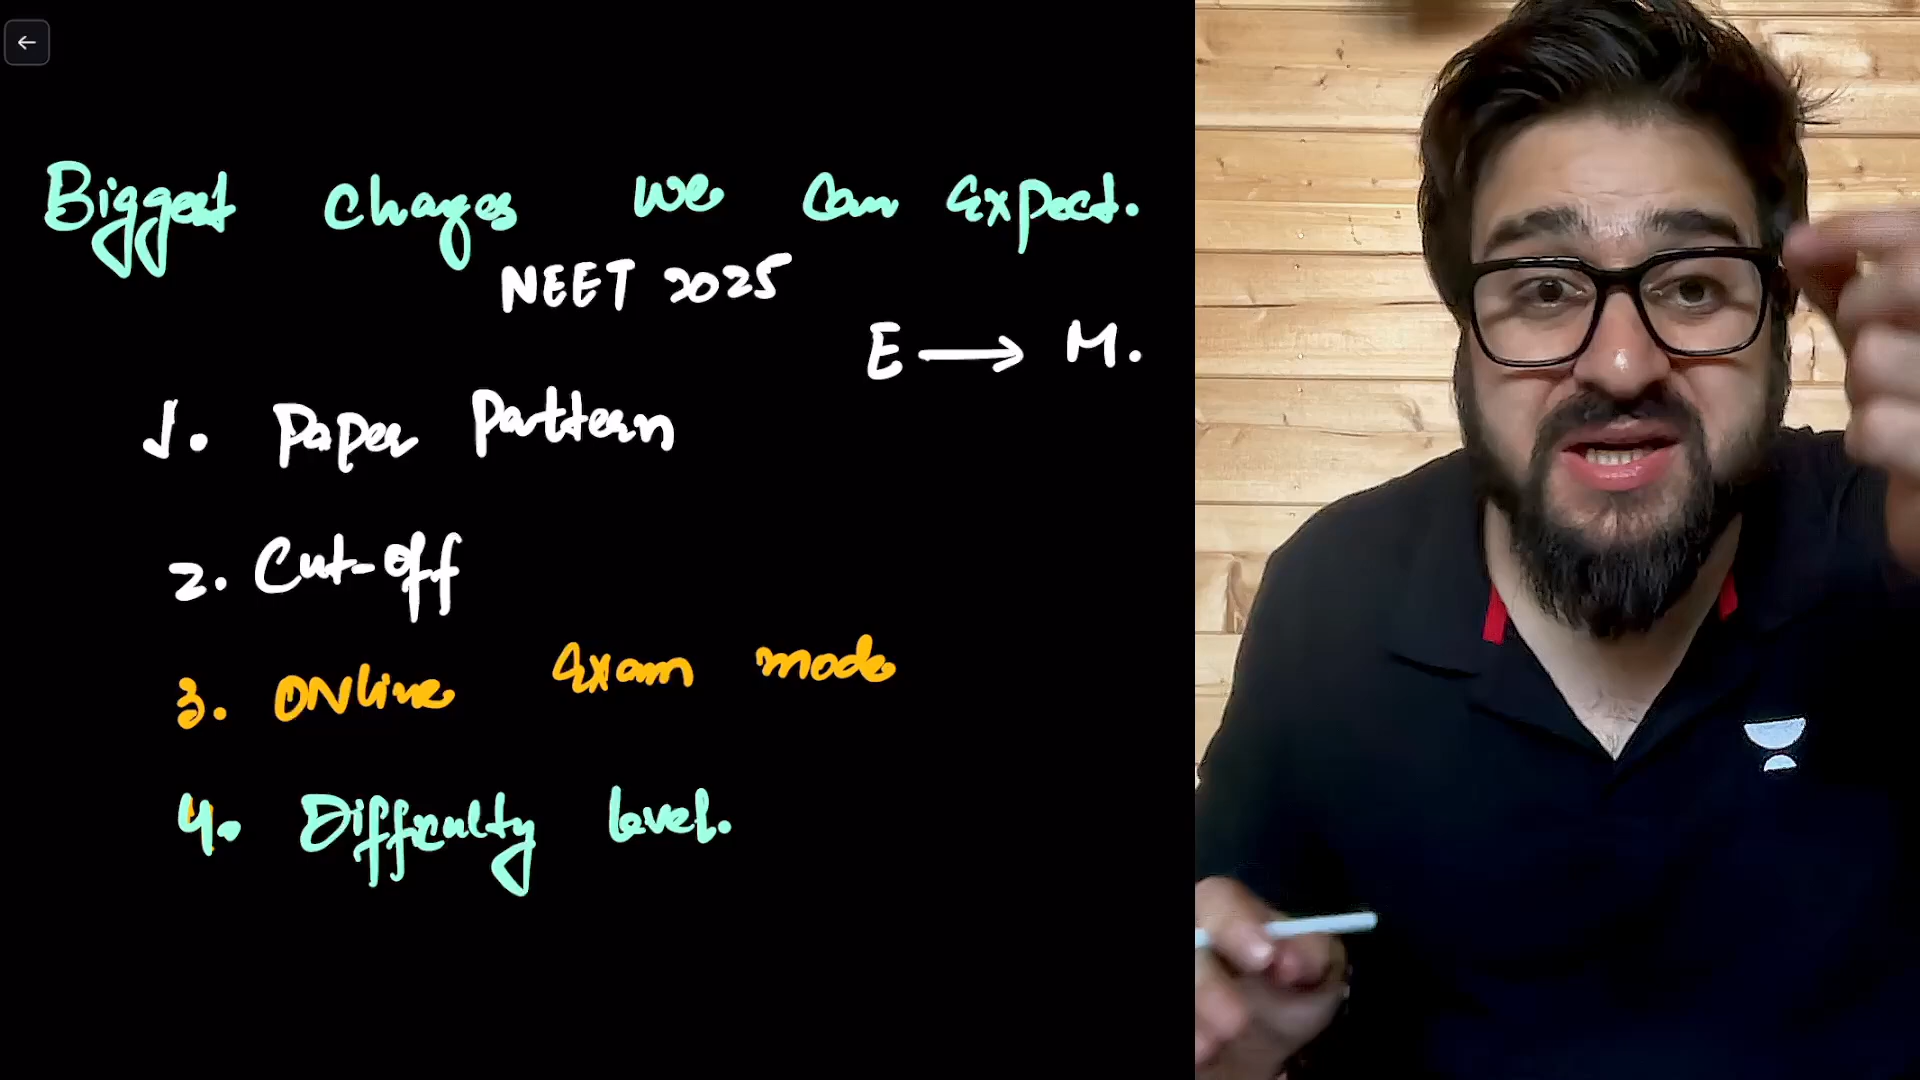 Biggest changes we can expect.
NEET 2025
E → M.
1. Paper Pattern
2. Cut-off
3. ONline Exam mode
4. Difficulty level.